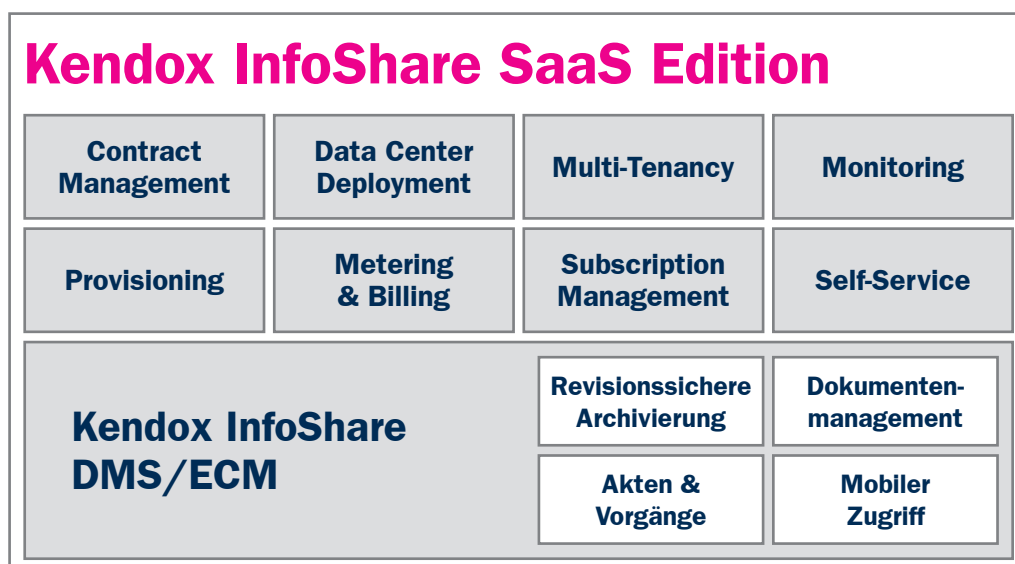 Kendox InfoShare SaaS Edition
Contract
Management
Data Center
Deployment
Multi-Tenancy
Monitoring
Provisioning
Metering
& Billing
Subscription
Management
Self-Service
Kendox InfoShare
DMS/ECM
Revisionssichere
Archivierung
Dokumenten-
management
Akten &
Vorgänge
Mobiler
Zugriff